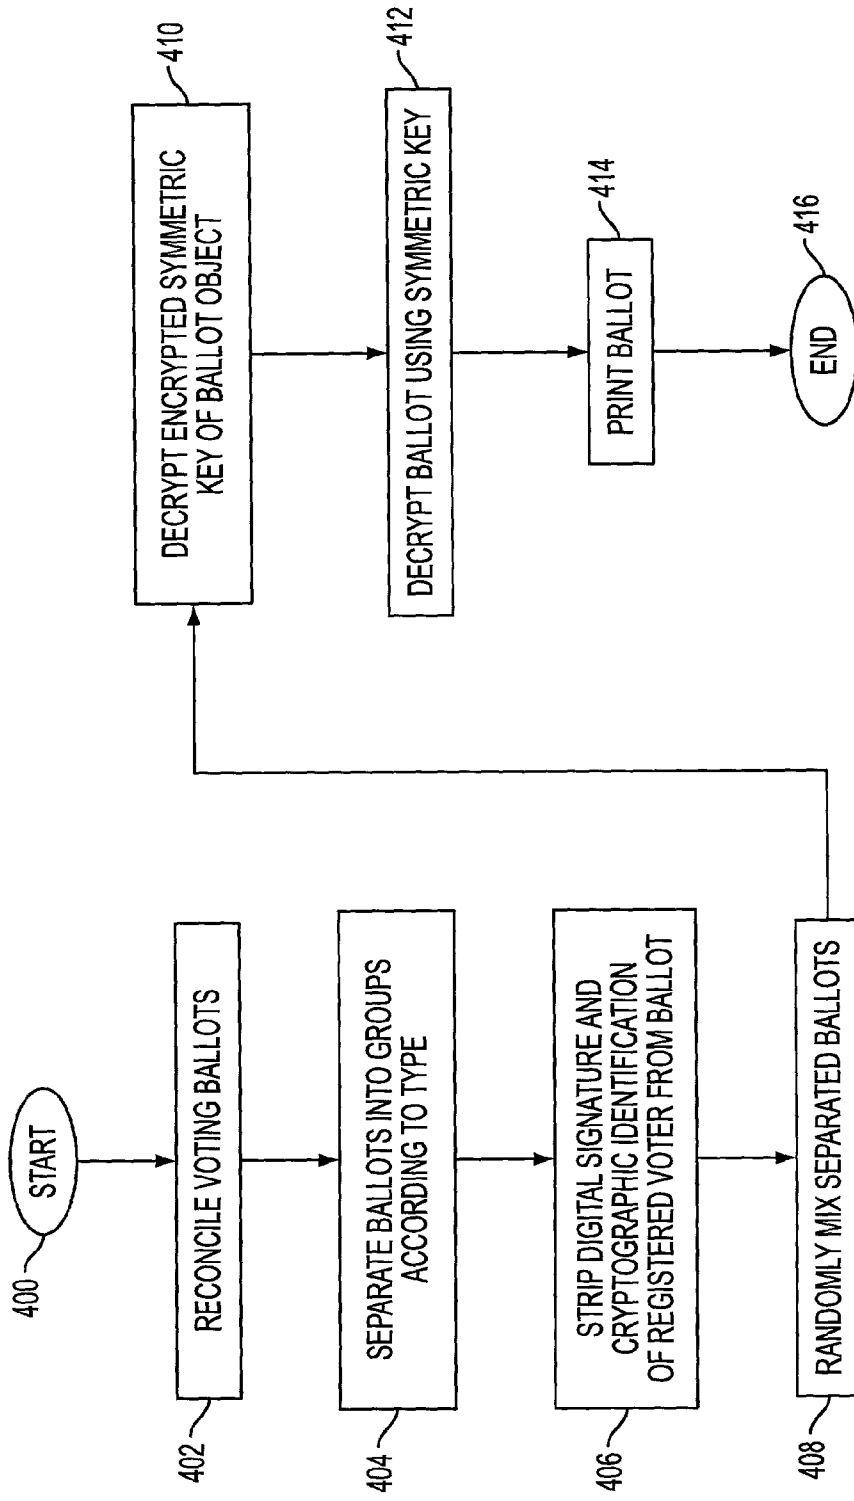 400
START
402
RECONCILE VOTING BALLOTS
404
SEPARATE BALLOTS INTO GROUPS
ACCORDING TO TYPE
406
STRIP DIGITAL SIGNATURE AND
CRYPTOGRAPHIC IDENTIFICATION
OF REGISTERED VOTER FROM BALLOT
408
RANDOMLY MIX SEPARATED BALLOTS
410
DECRYPT ENCRYPTED SYMMETRIC
KEY OF BALLOT OBJECT
412
DECRYPT BALLOT USING SYMMETRIC KEY
414
PRINT BALLOT
416
END